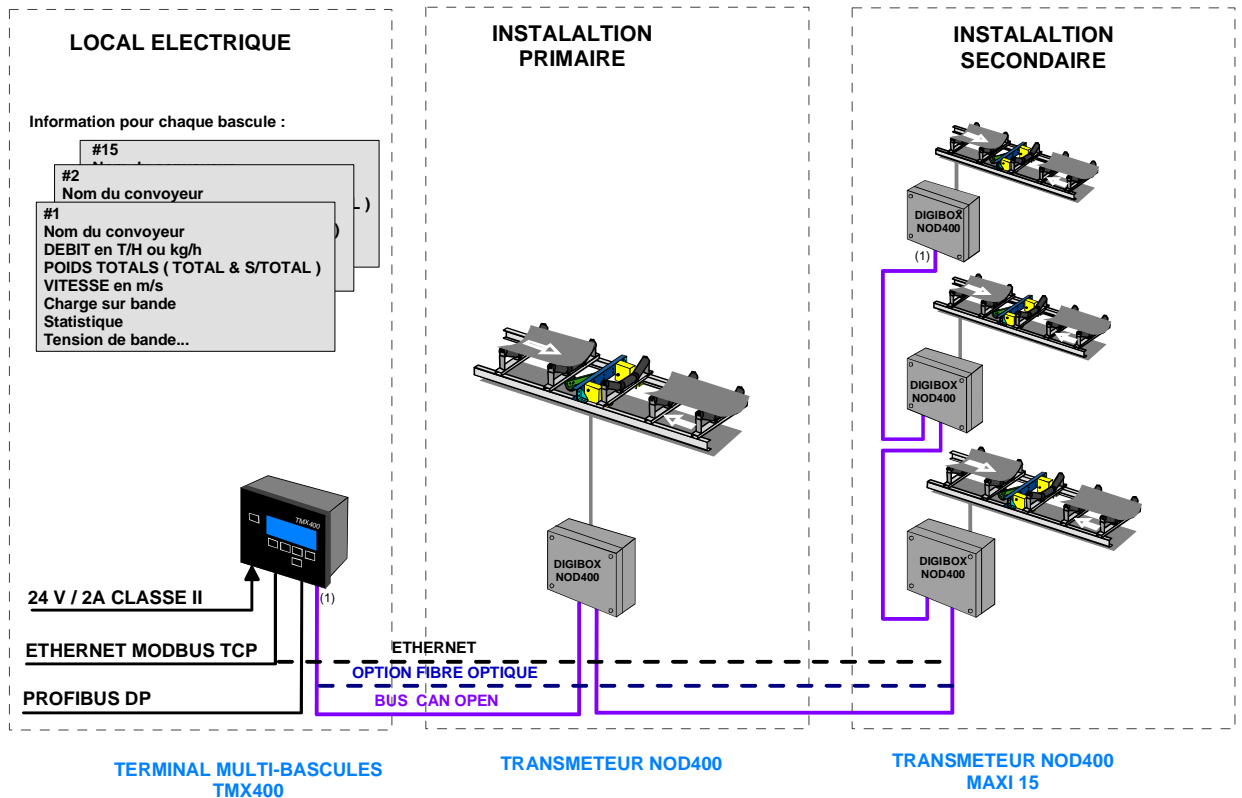 LOCAL ELECTRIQUE
Information pour chaque bascule :
#15
#2
Nom du convoyeur
L )
#1
Nom du convoyeur
DEBIT en T/H ou kg/h
POIDS TOTALS ( TOTAL & S/TOTAL )
)
VITESSE en m/s
Charge sur bande
Statistique
Tension de bande...
TMX400
(1)
24 V / 2A CLASSE II
ETHERNET MODBUS TCP
PROFIBUS DP
ETHERNET
OPTION FIBRE OPTIQUE
BUS CAN OPEN
TERMINAL MULTI-BASCULES
TMX400
INSTALALTION
PRIMAIRE
DIGIBOX
NOD400
TRANSMETEUR NOD400
INSTALALTION
SECONDAIRE
DIGIBOX
NOD400
(1)
DIGIBOX
NOD400
DIGIBOX
NOD400
TRANSMETEUR NOD400
MAXI 15